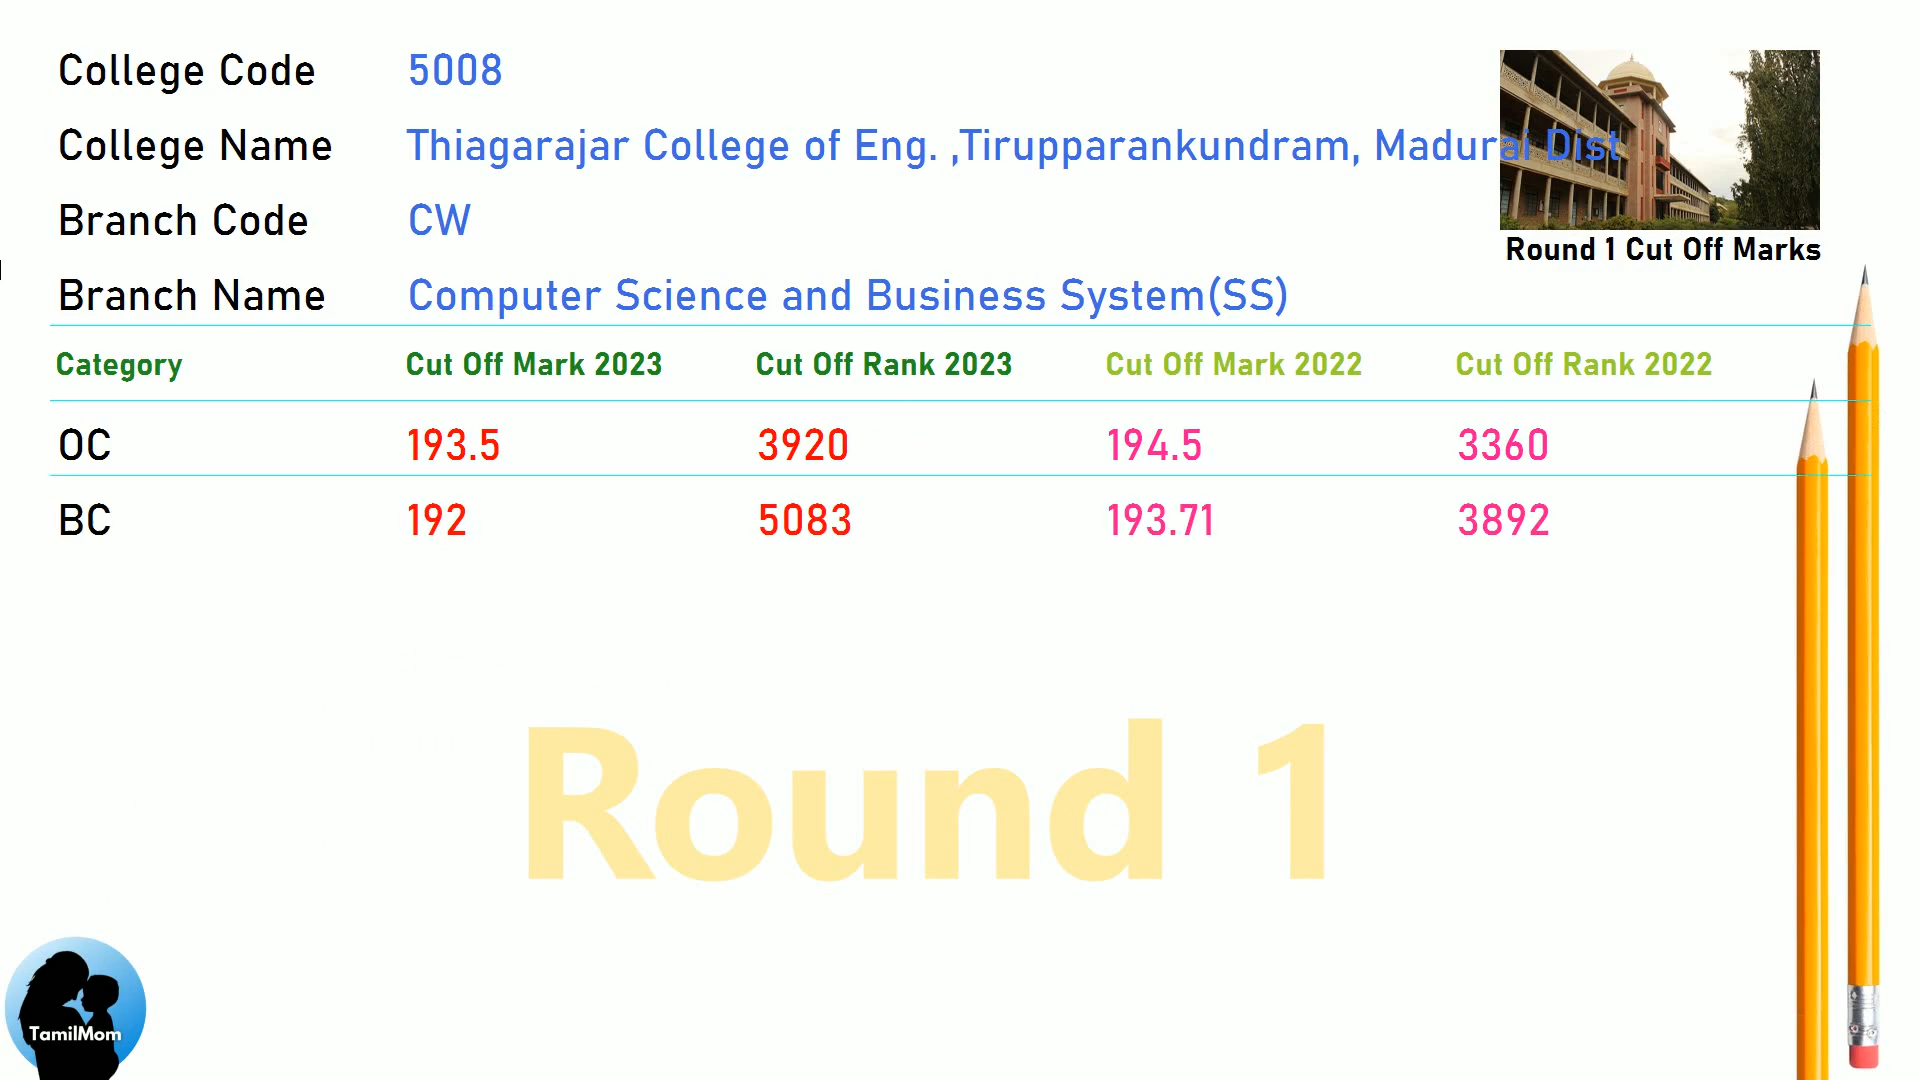 College Code 5008
College Name Thiagarajar College of Eng. ,Tirupparankundram, Madurai Dist
Branch Code CW
Round 1 Cut Off Marks
Branch Name Computer Science and Business System(SS)
Category Cut Off Mark 2023 Cut Off Rank 2023 Cut Off Mark 2022 Cut Off Rank 2022
OC 193.5 3920 194.5 3360
BC 192 5083 193.71 3892
Round 1
TamilMom